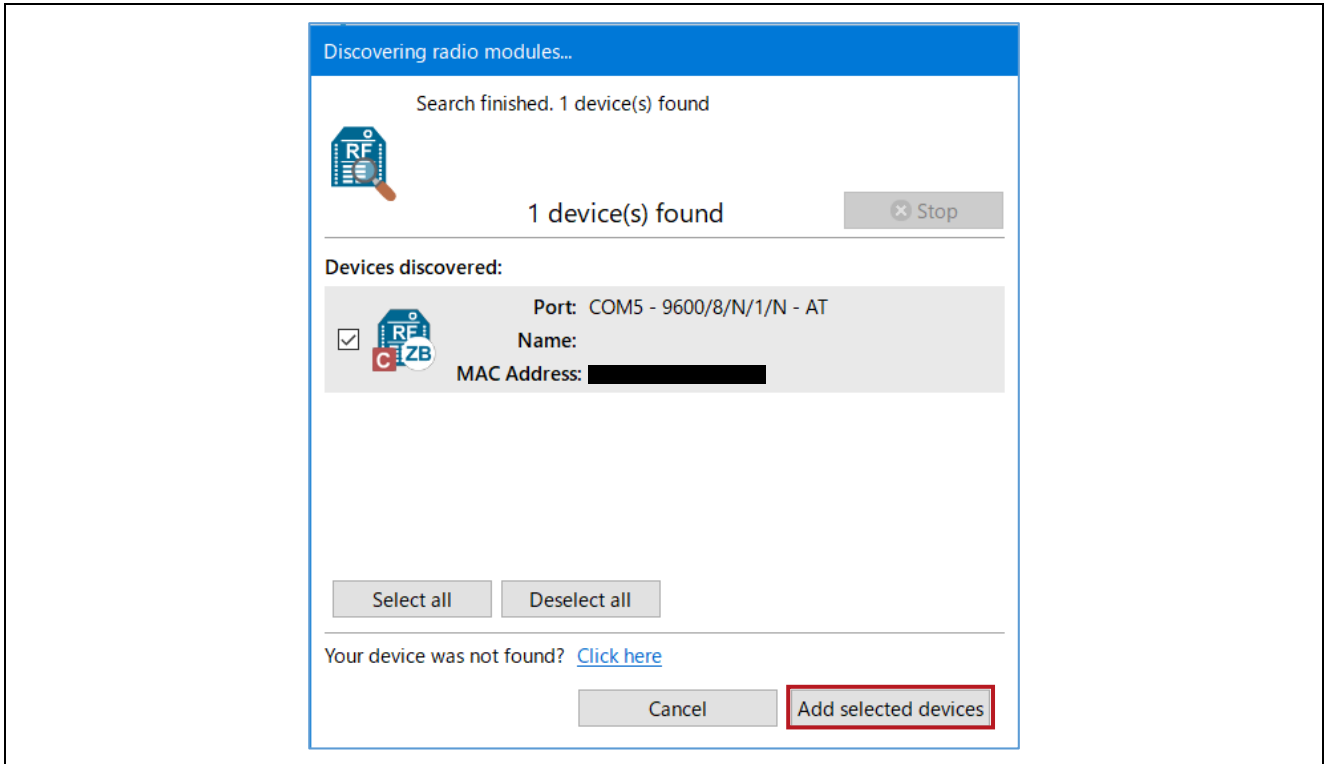 Discovering radio modules...
Search finished. 1 device(s) found
RF
1 device(s) found
Stop
Devices discovered:
Port: COM5 - 9600/8/N/1/N - AT
RF
C ZB
Name:
MAC Address:
Select all Deselect all
Your device was not found? Click here
Cancel Add selected devices